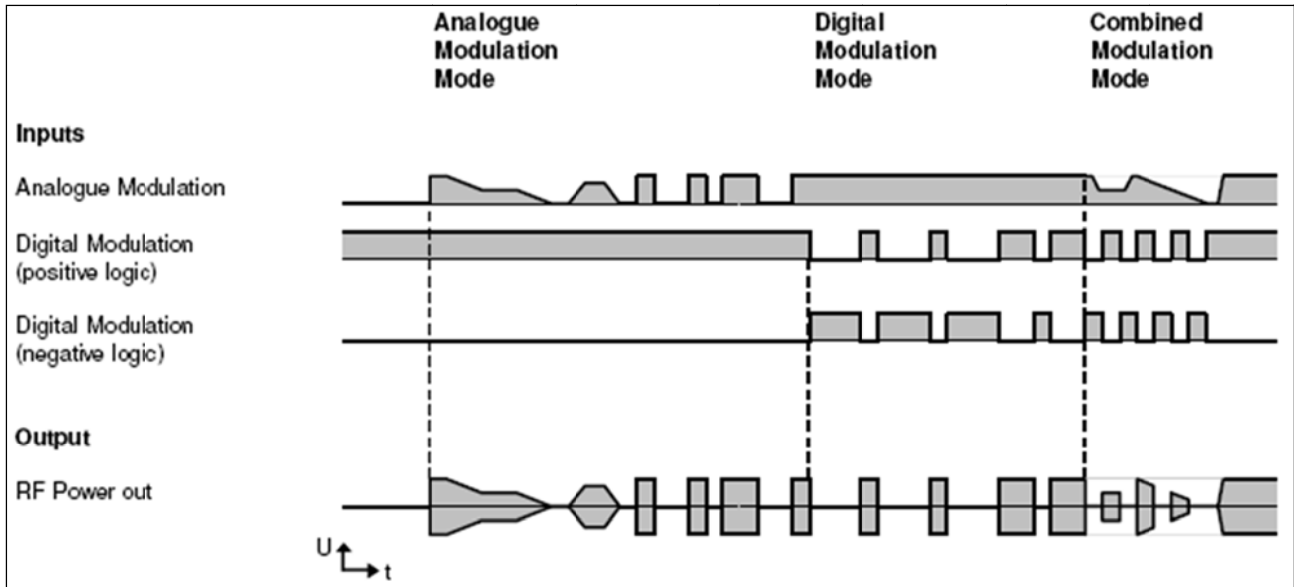 Analogue
Modulation
Mode
Digital
Modulation
Mode
Combined
Modulation
Mode
Inputs
Analogue Modulation
Digital Modulation
(positive logic)
Digital Modulation
(negative logic)
Output
RF Power out
U
t